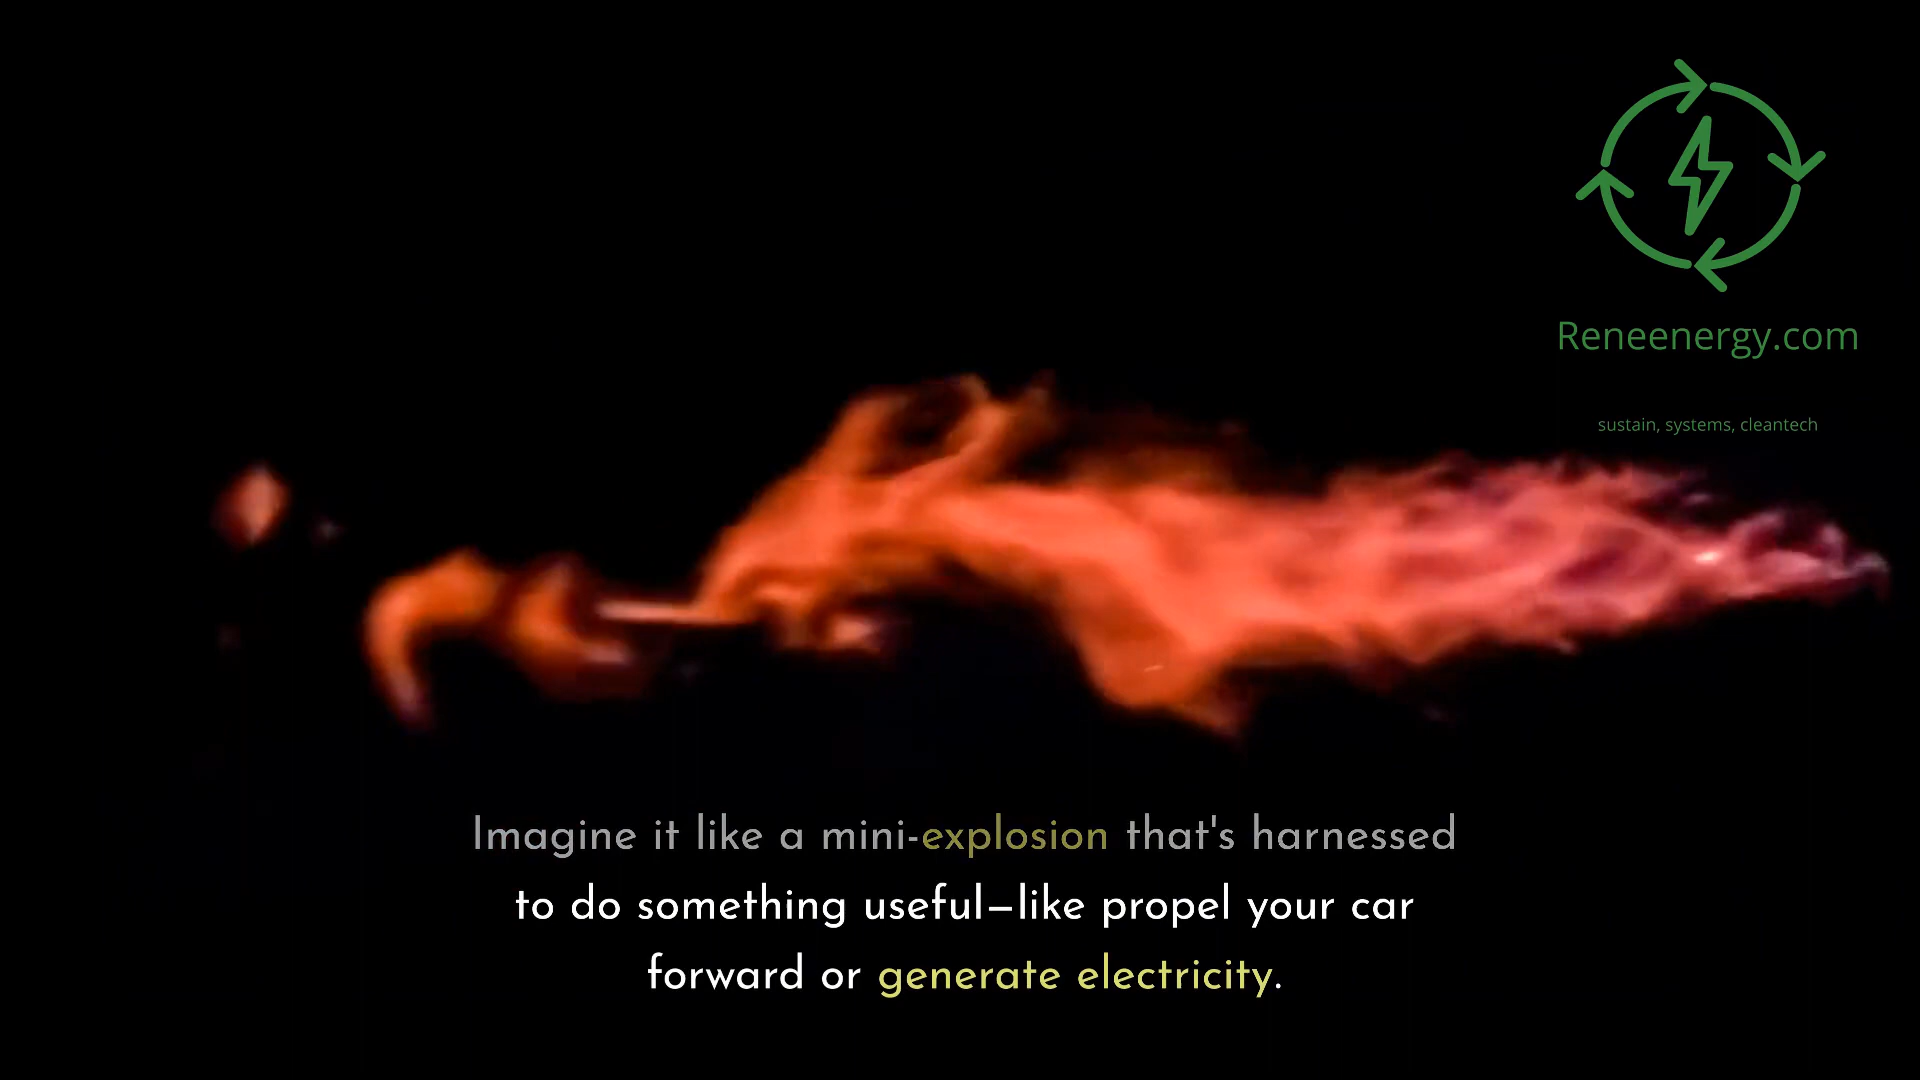 Reneenergy.com
sustain, systems, cleantech
Imagine it like a mini-explosion that's harnessed
to do something useful—like propel your car
forward or generate electricity.